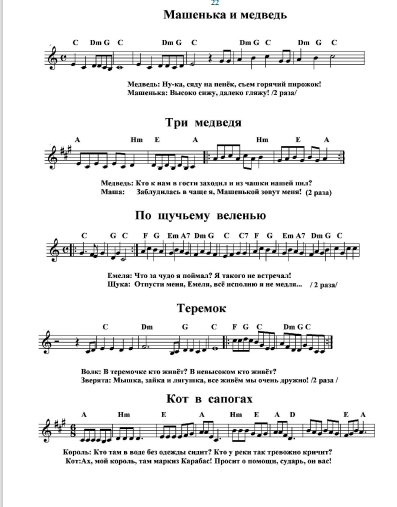 22
Машенька и медведь
C Dm G C Dm G C Dm G C Dm G C
Медведь: Ну-ка, сяду на пенёк, съем горячий пирожок!
Машенька: Высоко сижу, далеко гляжу! /2 раза/
Три медведя
A Hm E A Hm E A
Медведь: Кто к нам в гости заходил и из чашки нашей пил?
Маша: Заблудилась в чаще я, Машенькой зовут меня! (2 раза)
По щучьему веленью
C G C F G Em A7 Dm G C C7 F G Em A7 Dm G C
Емеля: Что за чудо я поймал? Я такого не встречал!
Щука: Отпусти меня, Емеля, всё исполню я не медля... / 2 раза/
Теремок
C Dm G C F G C Dm G C
Волк: В теремочке кто живёт? В невысоком кто живёт?
Зверята: Мышка, зайка и лягушка, все живём мы очень дружно! /2 раза /
Кот в сапогах
A Hm E A Hm E A D E A
Король: Кто там в воде без одежды сидит? Кто у реки так тревожно кричит?
Кот:Ах, мой король, там маркиз Карабас! Просит о помощи, сударь, он вас!